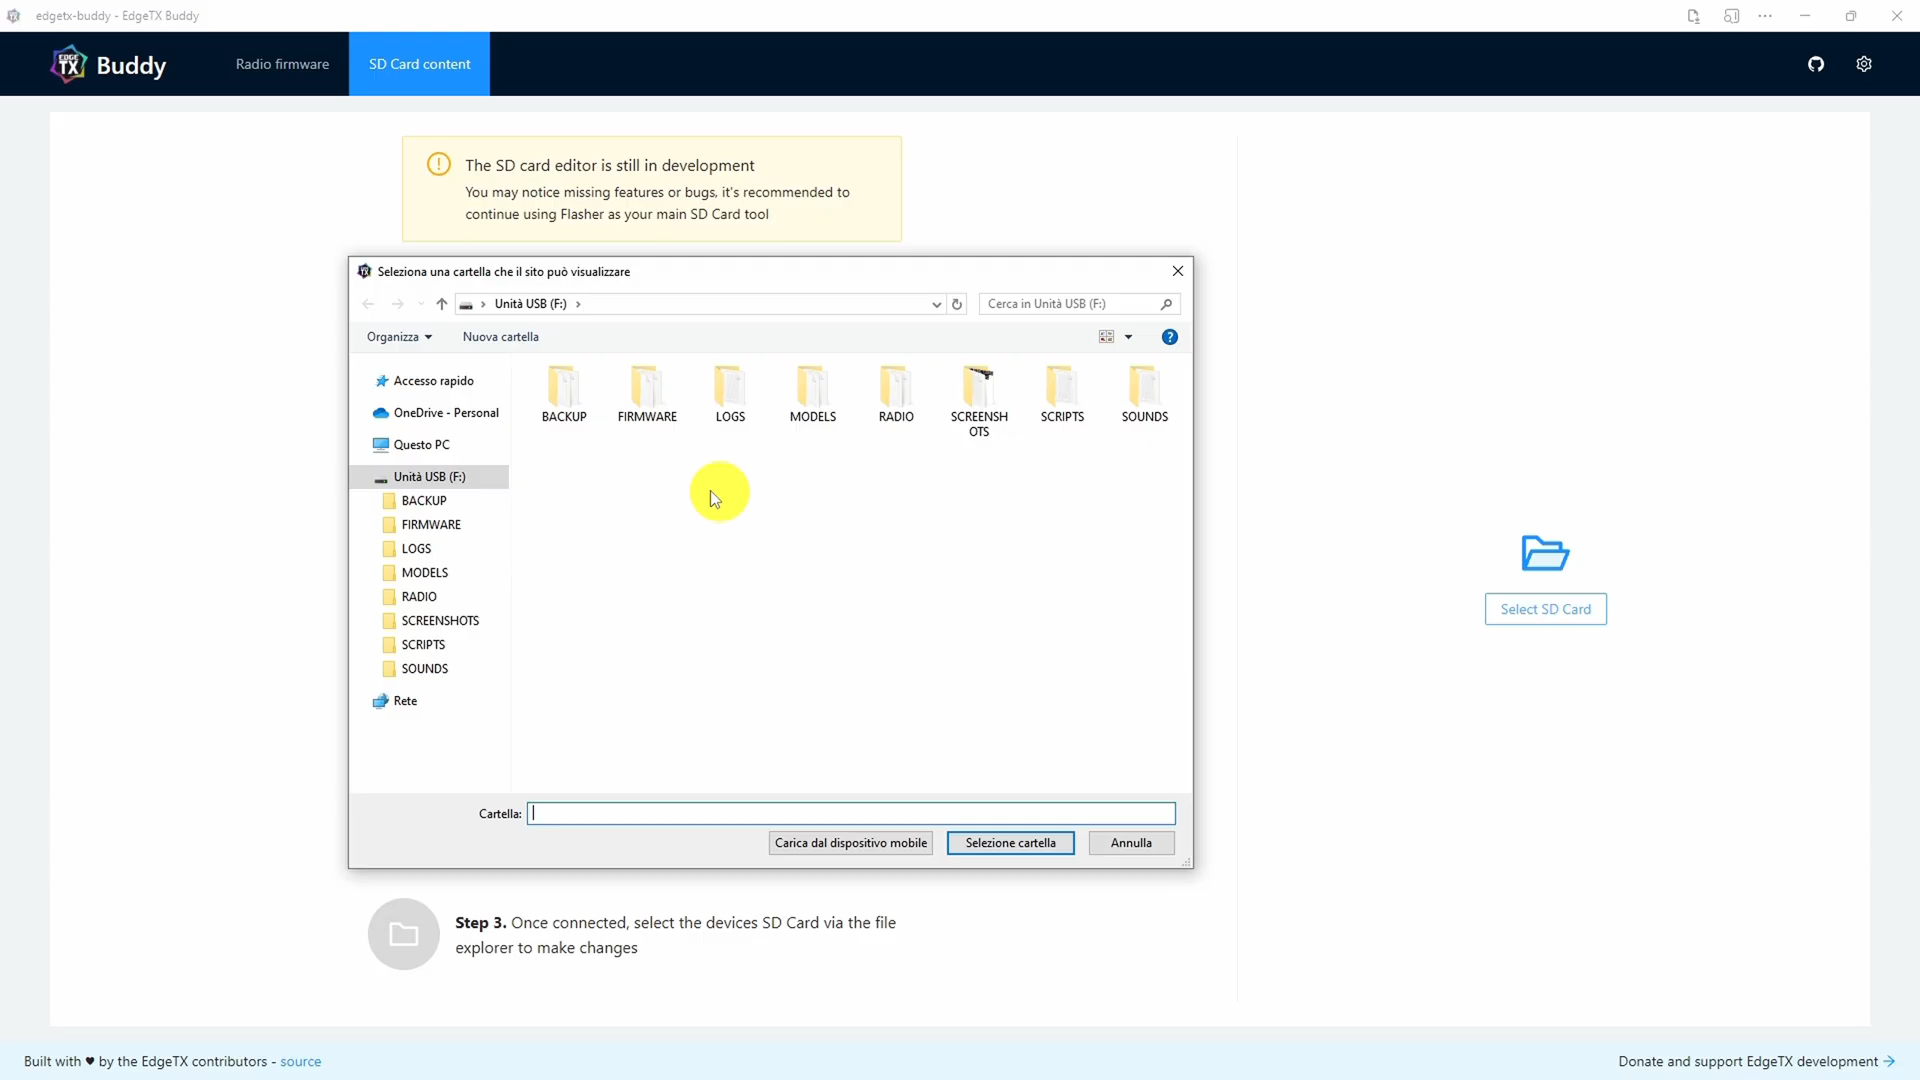 edgetx-buddy - EdgeTX Buddy
EDGE TX Buddy
Radio firmware
SD Card content
The SD card editor is still in development
You may notice missing features or bugs, it's recommended to
continue using Flasher as your main SD Card tool
Seleziona una cartella che il sito può visualizzare
Unità USB (F:)
Cerca in Unità USB (F:)
Organizza
Nuova cartella
Accesso rapido
OneDrive - Personal
Questo PC
Unità USB (F:)
BACKUP
FIRMWARE
LOGS
MODELS
RADIO
SCREENSHOTS
SCRIPTS
SOUNDS
Rete
BACKUP
FIRMWARE
LOGS
MODELS
RADIO
SCREENSH
OTS
SCRIPTS
SOUNDS
Cartella:
Carica dal dispositivo mobile
Selezione cartella
Annulla
Select SD Card
Step 3. Once connected, select the devices SD Card via the file
explorer to make changes
Built with ♥ by the EdgeTX contributors - source
Donate and support EdgeTX development →